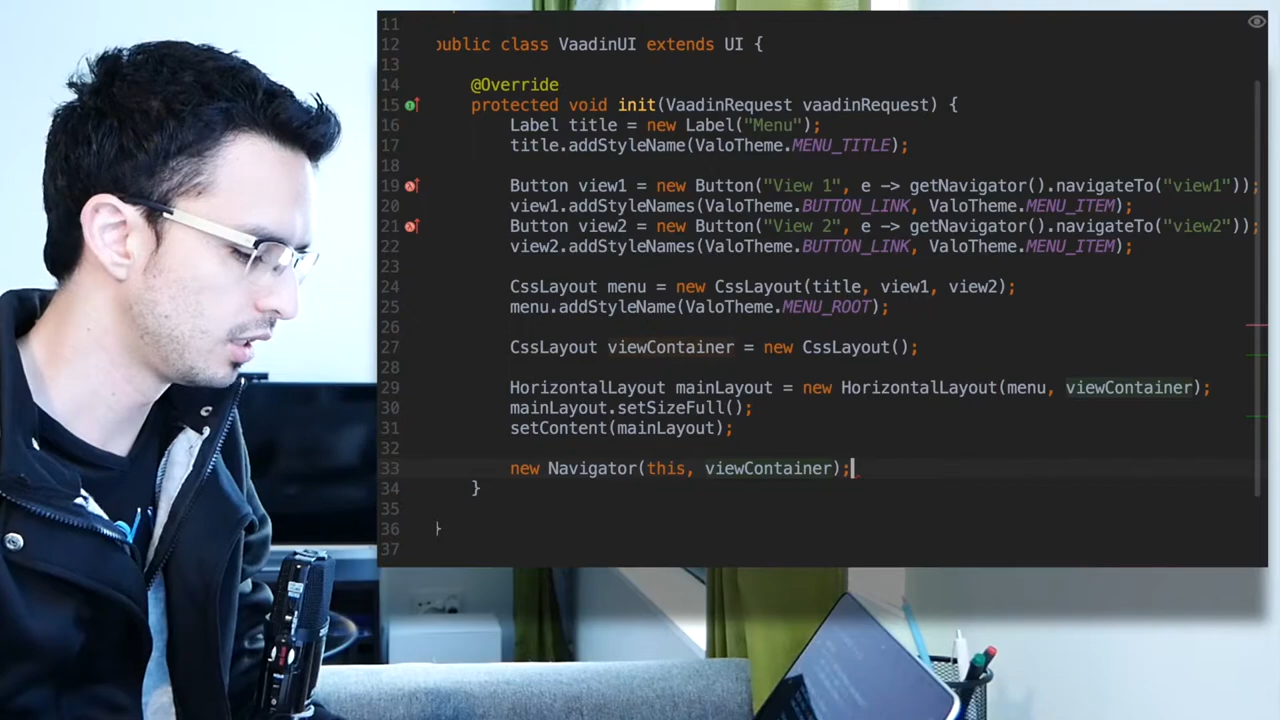 11
12 public class VaadinUI extends UI {
13
14 @Override
15 protected void init(VaadinRequest vaadinRequest) {
16 Label title = new Label("Menu");
17 title.addStyleName(ValoTheme.MENU_TITLE);
18
19 Button view1 = new Button("View 1", e -> getNavigator().navigateTo("view1"));
20 view1.addStyleNames(ValoTheme.BUTTON_LINK, ValoTheme.MENU_ITEM);
21 Button view2 = new Button("View 2", e -> getNavigator().navigateTo("view2"));
22 view2.addStyleNames(ValoTheme.BUTTON_LINK, ValoTheme.MENU_ITEM);
23
24 CssLayout menu = new CssLayout(title, view1, view2);
25 menu.addStyleName(ValoTheme.MENU_ROOT);
26
27 CssLayout viewContainer = new CssLayout();
28
29 HorizontalLayout mainLayout = new HorizontalLayout(menu, viewContainer);
30 mainLayout.setSizeFull();
31 setContent(mainLayout);
32
33 new Navigator(this, viewContainer);
34 }
35
36 }
37